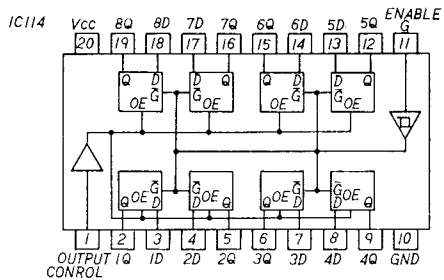 IC114
Vcc 8Q 8D 7D 7Q 6Q 6D 5D 5Q ENABLE G
20 19 18 17 16 15 14 13 12 11
Q D D Q Q D D Q
G̅ G̅ G̅ G̅
OE OE OE OE
G̅ G̅ G̅ G̅
OE OE OE OE
Q D D Q Q D D Q
1 2 3 4 5 6 7 8 9 10
OUTPUT CONROL 1Q 1D 2D 2Q 3Q 3D 4D 4Q GND